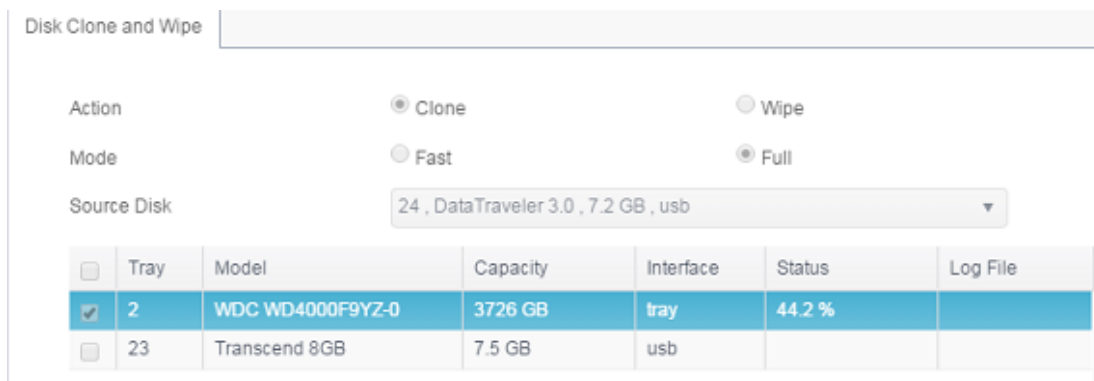 Disk Clone and Wipe
Action Clone Wipe
Mode Fast Full
Source Disk 24 , DataTraveler 3.0 , 7.2 GB , usb
Tray Model Capacity Interface Status Log File
2 WDC WD4000F9YZ-0 3726 GB tray 44.2 %
23 Transcend 8GB 7.5 GB usb